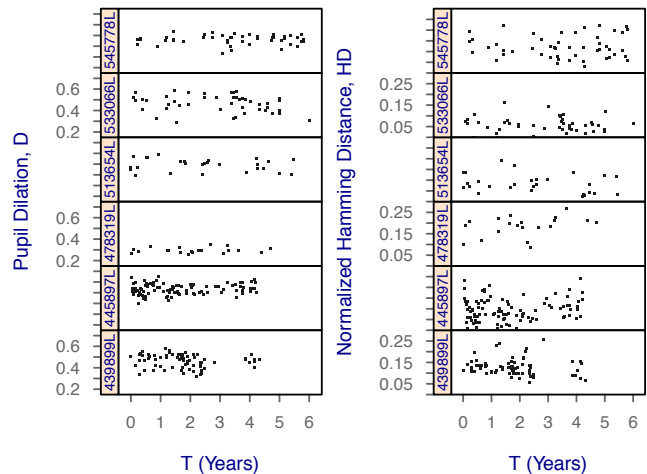 Pupil Dilation, D
545778L
533066L
513654L
478319L
445897L
439899L
0.6
0.4
0.2
0.6
0.4
0.2
0.6
0.4
0.2
0 1 2 3 4 5 6
T (Years)
Normalized Hamming Distance, HD
545778L
533066L
513654L
478319L
445897L
439899L
0.25
0.15
0.05
0.25
0.15
0.05
0.25
0.15
0.05
0 1 2 3 4 5 6
T (Years)